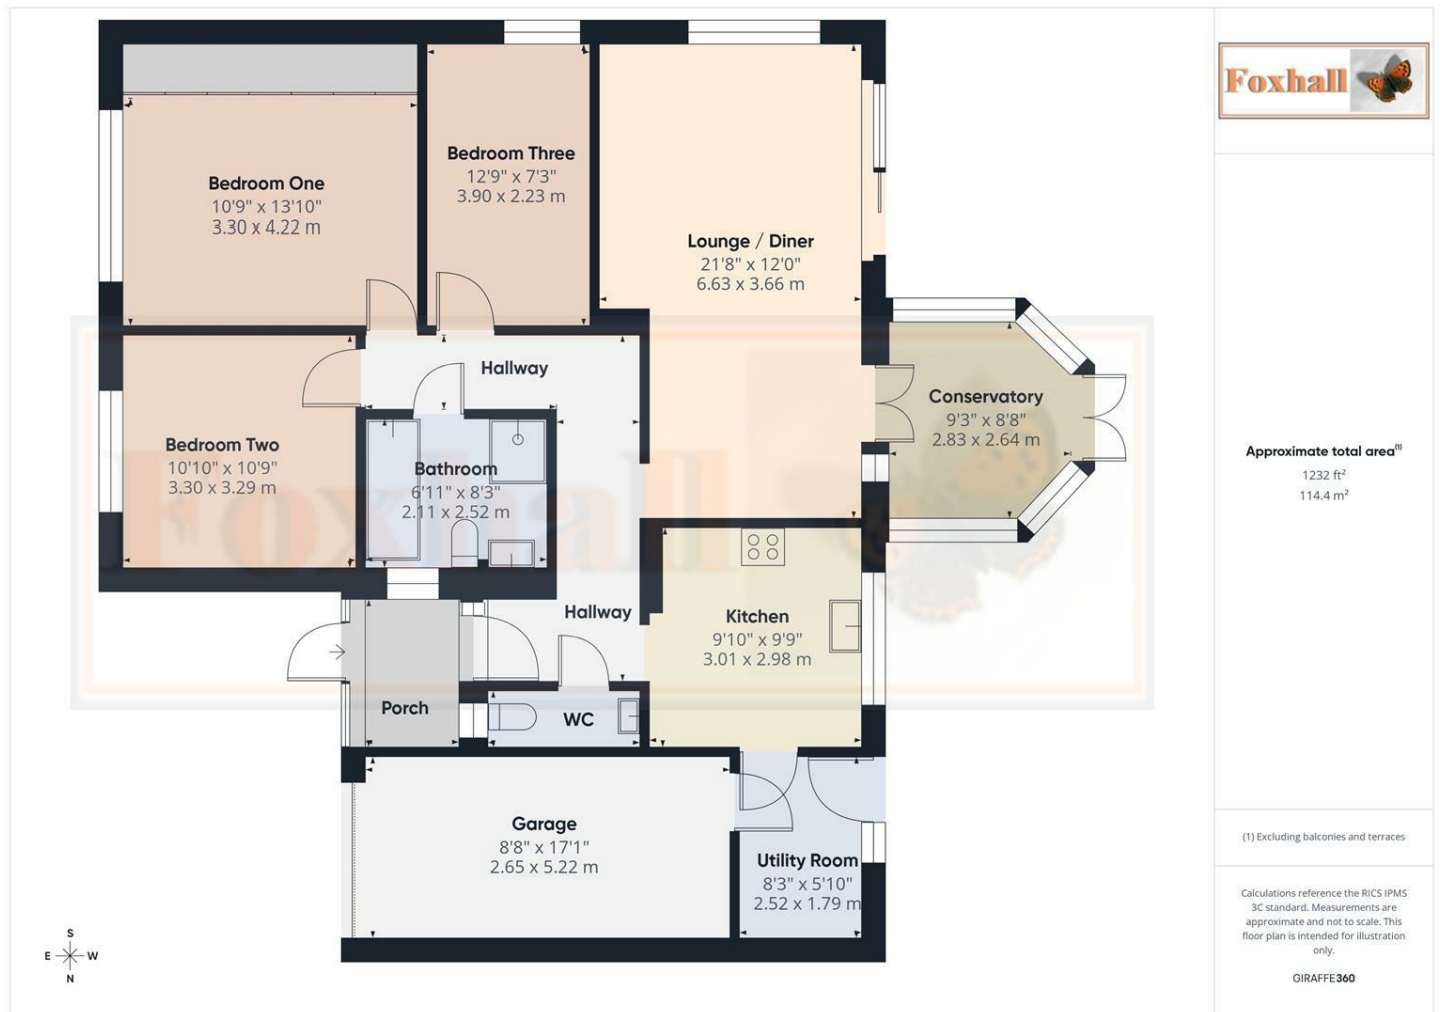 Foxhall
Bedroom One
10'9" x 13'10"
3.30 x 4.22 m
Bedroom Three
12'9" x 7'3"
3.90 x 2.23 m
Lounge / Diner
21'8" x 12'0"
6.63 x 3.66 m
Hallway
Conservatory
9'3" x 8'8"
2.83 x 2.64 m
Bedroom Two
10'10" x 10'9"
3.30 x 3.29 m
Bathroom
6'11" x 8'3"
2.11 x 2.52 m
Foxhall
Hallway
Kitchen
9'10" x 9'9"
3.01 x 2.98 m
Porch
WC
Garage
8'8" x 17'1"
2.65 x 5.22 m
Utility Room
8'3" x 5'10"
2.52 x 1.79 m
S
E W
N
Approximate total area(1)
1232 ft²
114.4 m²
(1) Excluding balconies and terraces
Calculations reference the RICS IPMS
3C standard. Measurements are
approximate and not to scale. This
floor plan is intended for illustration
only.
GIRAFFE360